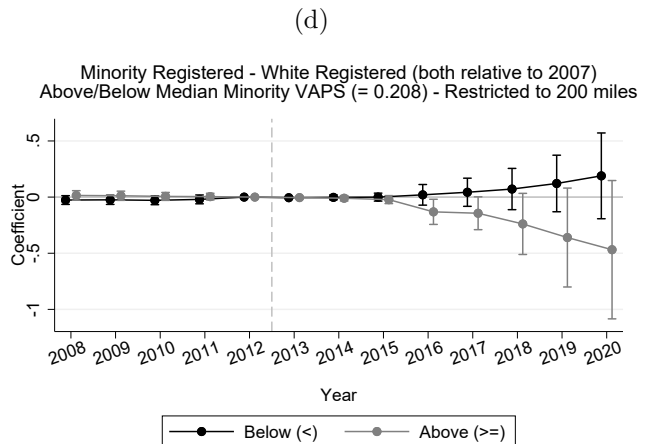 (d)
Minority Registered - White Registered (both relative to 2007)
Above/Below Median Minority VAPS (= 0.208) - Restricted to 200 miles
Coefficient
.5
0
-.5
-1
2008 2009 2010 2011 2012 2013 2014 2015 2016 2017 2018 2019 2020
Year
Below (<) Above (>=)